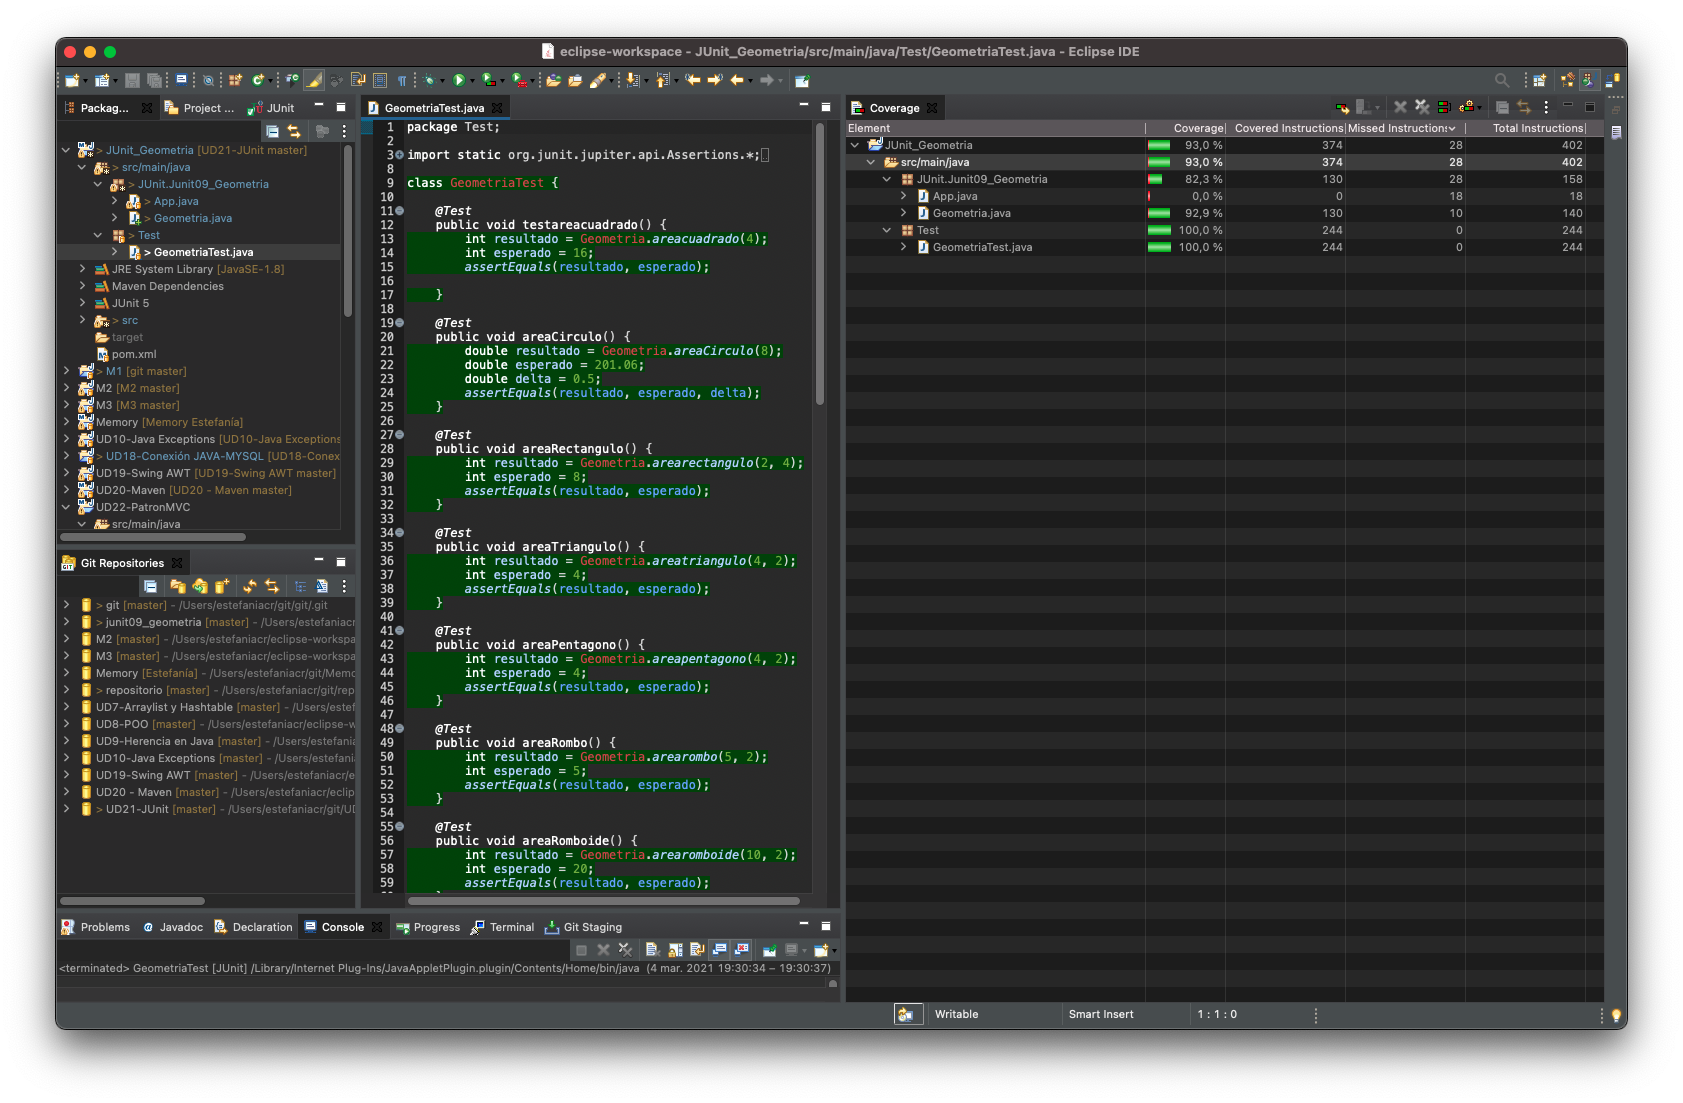 eclipse-workspace - JUnit_Geometria/src/main/java/Test/GeometriaTest.java - Eclipse IDE
Packag...
Project ...
JUnit
> JUnit_Geometria [UD21-JUnit master]
> src/main/java
> JUnit.Junit09_Geometria
> App.java
> Geometria.java
> Test
> GeometriaTest.java
JRE System Library [JavaSE-1.8]
Maven Dependencies
JUnit 5
> src
target
pom.xml
> M1 [git master]
M2 [M2 master]
M3 [M3 master]
Memory [Memory Estefanía]
UD10-Java Exceptions [UD10-Java Exceptions
> UD18-Conexión JAVA-MYSQL [UD18-Conex
UD19-Swing AWT [UD19-Swing AWT master]
UD20-Maven [UD20 - Maven master]
UD22-PatronMVC
src/main/java
Git Repositories
> git [master] - /Users/estefaniacr/git/git/.git
> junit09_geometria [master] - /Users/estefaniacr
M2 [master] - /Users/estefaniacr/eclipse-workspa
M3 [master] - /Users/estefaniacr/eclipse-workspa
Memory [Estefanía] - /Users/estefaniacr/git/Memo
> repositorio [master] - /Users/estefaniacr/git/rep
UD7-Arraylist y Hashtable [master] - /Users/estef
UD8-POO [master] - /Users/estefaniacr/eclipse-w
UD9-Herencia en Java [master] - /Users/estefania
UD10-Java Exceptions [master] - /Users/estefania
UD19-Swing AWT [master] - /Users/estefaniacr/e
UD20 - Maven [master] - /Users/estefaniacr/eclip
> UD21-JUnit [master] - /Users/estefaniacr/git/UD
GeometriaTest.java
1 package Test;
2
3 import static org.junit.jupiter.api.Assertions.*;
8
9 class GeometriaTest {
10
11 @Test
12 public void testareacuadrado() {
13 int resultado = Geometria.areacuadrado(4);
14 int esperado = 16;
15 assertEquals(resultado, esperado);
16
17 }
18
19 @Test
20 public void areaCirculo() {
21 double resultado = Geometria.areaCirculo(8);
22 double esperado = 201.06;
23 double delta = 0.5;
24 assertEquals(resultado, esperado, delta);
25 }
26
27 @Test
28 public void areaRectangulo() {
29 int resultado = Geometria.arearectangulo(2, 4);
30 int esperado = 8;
31 assertEquals(resultado, esperado);
32 }
33
34 @Test
35 public void areaTriangulo() {
36 int resultado = Geometria.areatriangulo(4, 2);
37 int esperado = 4;
38 assertEquals(resultado, esperado);
39 }
40
41 @Test
42 public void areaPentagono() {
43 int resultado = Geometria.areapentagono(4, 2);
44 int esperado = 4;
45 assertEquals(resultado, esperado);
46 }
47
48 @Test
49 public void areaRombo() {
50 int resultado = Geometria.arearombo(5, 2);
51 int esperado = 5;
52 assertEquals(resultado, esperado);
53 }
54
55 @Test
56 public void areaRomboide() {
57 int resultado = Geometria.arearomboide(10, 2);
58 int esperado = 20;
59 assertEquals(resultado, esperado);
Coverage
Element Coverage Covered Instructions Missed Instructions Total Instructions
JUnit_Geometria 93,0 % 374 28 402
src/main/java 93,0 % 374 28 402
JUnit.Junit09_Geometria 82,3 % 130 28 158
App.java 0,0 % 0 18 18
Geometria.java 92,9 % 130 10 140
Test 100,0 % 244 0 244
GeometriaTest.java 100,0 % 244 0 244
Problems
Javadoc
Declaration
Console
Progress
Terminal
Git Staging
<terminated> GeometriaTest [JUnit] /Library/Internet Plug-Ins/JavaAppletPlugin.plugin/Contents/Home/bin/java (4 mar. 2021 19:30:34 – 19:30:37)
Writable
Smart Insert
1 : 1 : 0